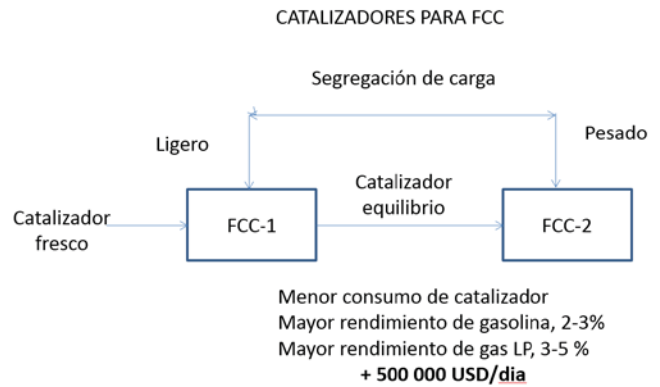 CATALIZADORES PARA FCC
Segregación de carga
Ligero
Pesado
Catalizador
equilibrio
Catalizador
fresco
FCC-1
FCC-2
Menor consumo de catalizador
Mayor rendimiento de gasolina, 2-3%
Mayor rendimiento de gas LP, 3-5 %
+ 500 000 USD/dia